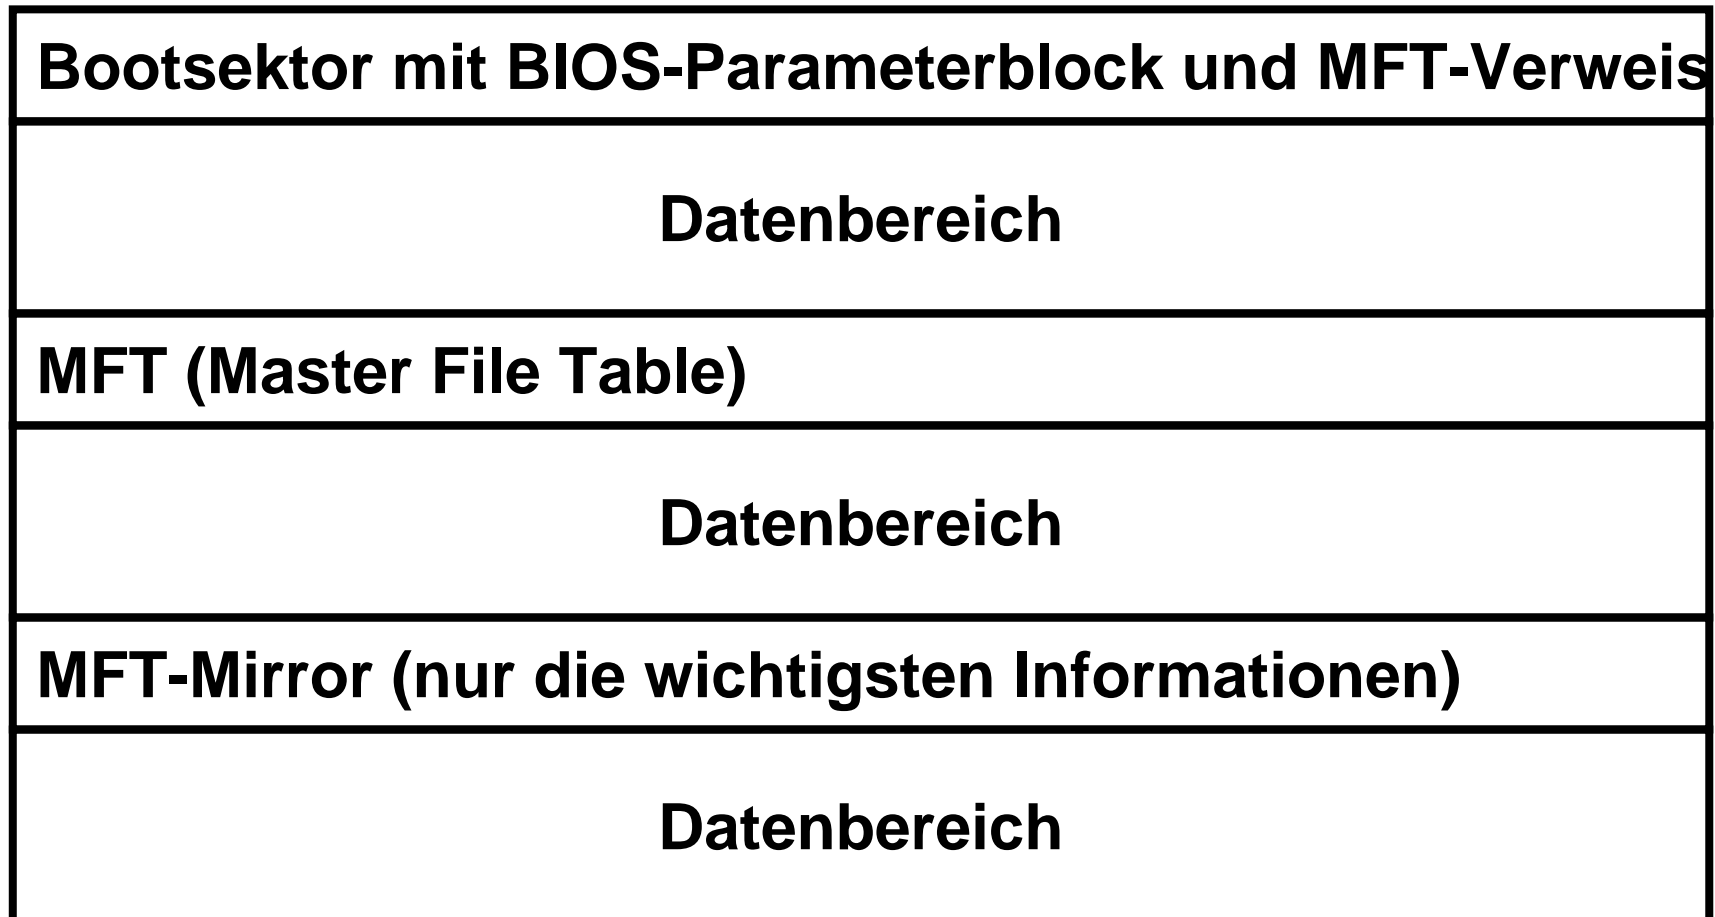 Bootsektor mit BIOS-Parameterblock und MFT-Verweis
Datenbereich
MFT (Master File Table)
Datenbereich
MFT-Mirror (nur die wichtigsten Informationen)
Datenbereich